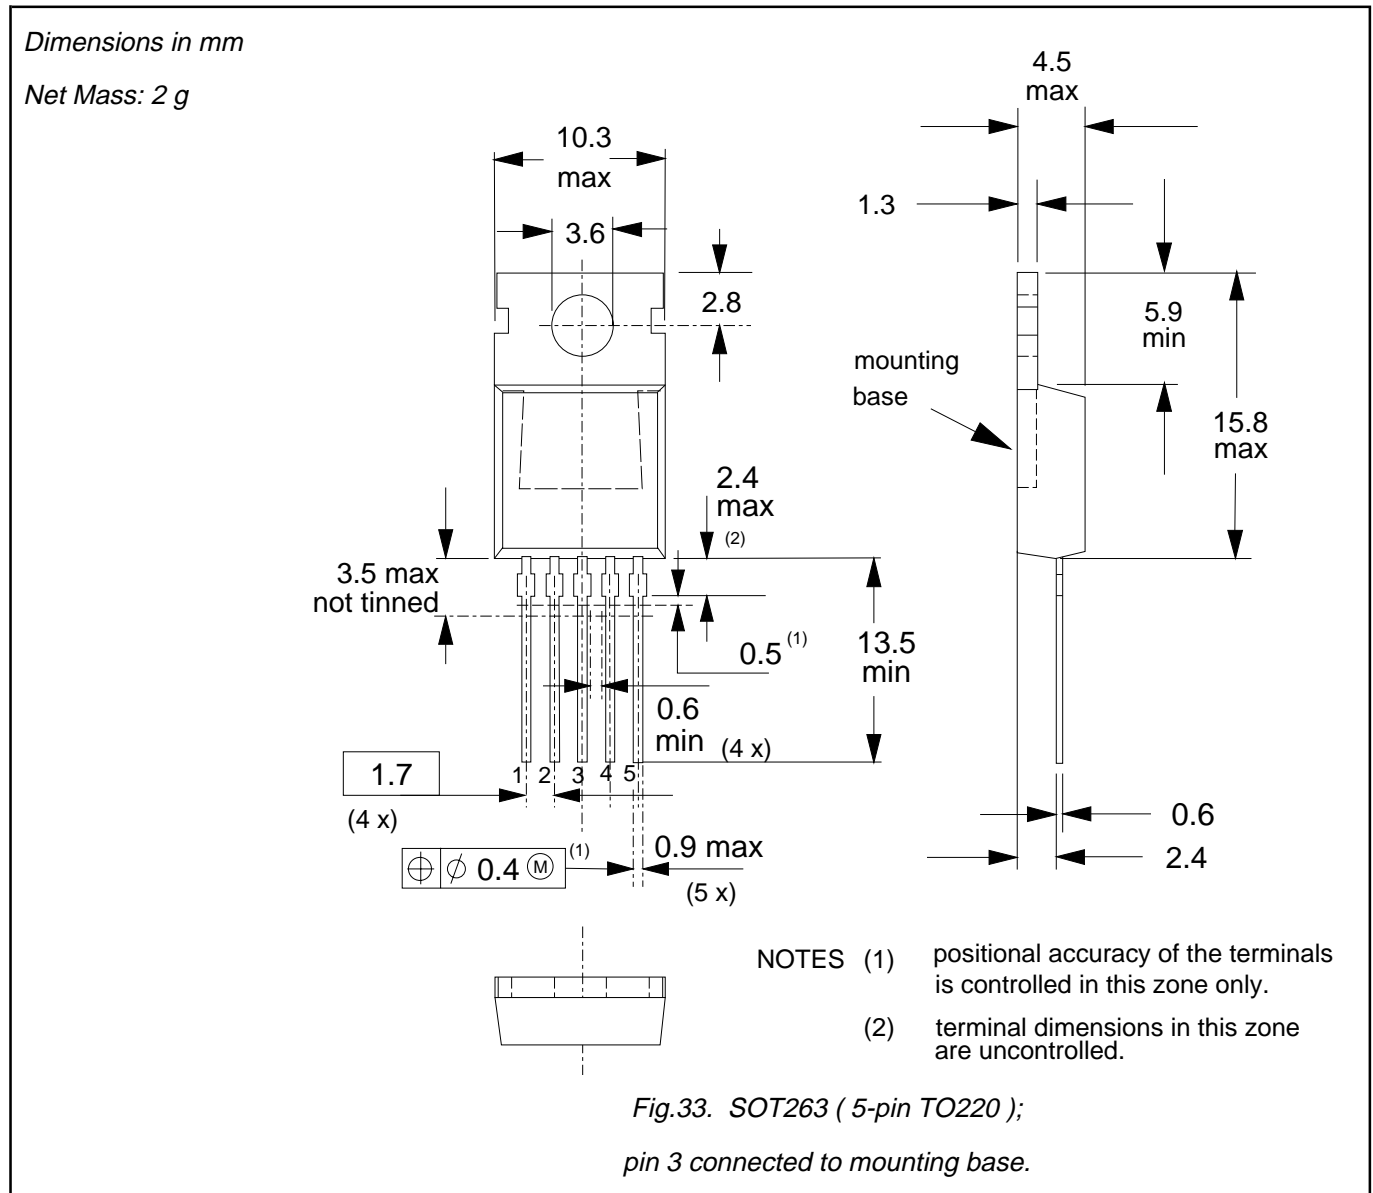 Dimensions in mm
Net Mass: 2 g
4.5
max
10.3
max
1.3
3.6
2.8
5.9
min
mounting
base
15.8
max
2.4
max
(2)
3.5 max
not tinned
0.5 (1)
13.5
min
0.6
min (4 x)
1.7
(4 x)
1 2 3 4 5
0.6
2.4
0.4 M (1)
0.9 max
(5 x)
NOTES (1) positional accuracy of the terminals
is controlled in this zone only.
(2) terminal dimensions in this zone
are uncontrolled.
Fig.33. SOT263 ( 5-pin TO220 );
pin 3 connected to mounting base.